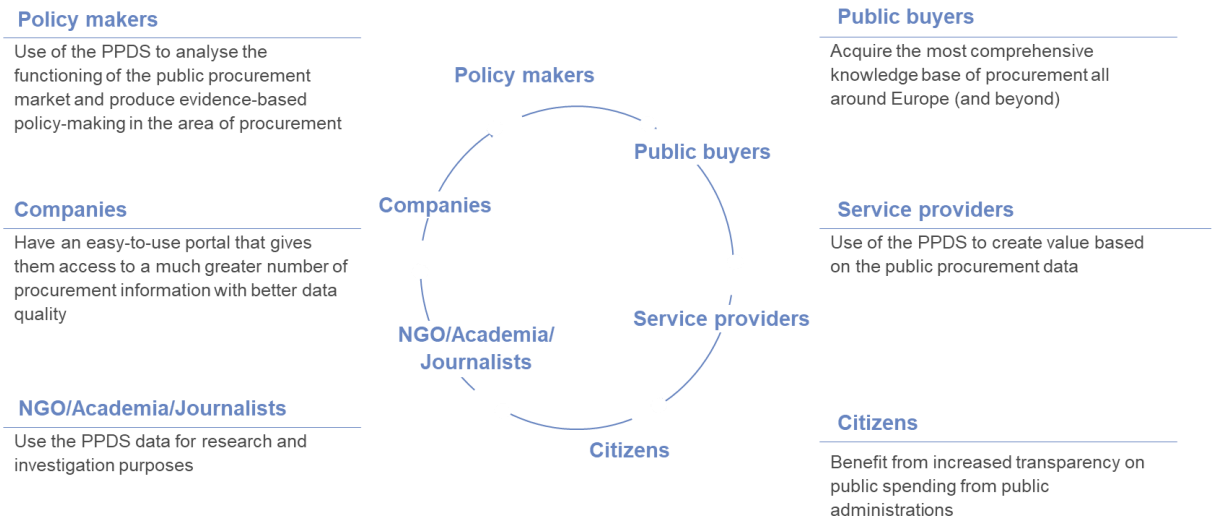 Policy makers
Use of the PPDS to analyse the
functioning of the public procurement
market and produce evidence-based
policy-making in the area of procurement
Companies
Have an easy-to-use portal that gives
them access to a much greater number of
procurement information with better data
quality
NGO/Academia/Journalists
Use the PPDS data for research and
investigation purposes
Policy makers
Public buyers
Companies
Service providers
NGO/Academia/
Journalists
Citizens
Public buyers
Acquire the most comprehensive
knowledge base of procurement all
around Europe (and beyond)
Service providers
Use of the PPDS to create value based
on the public procurement data
Citizens
Benefit from increased transparency on
public spending from public
administrations